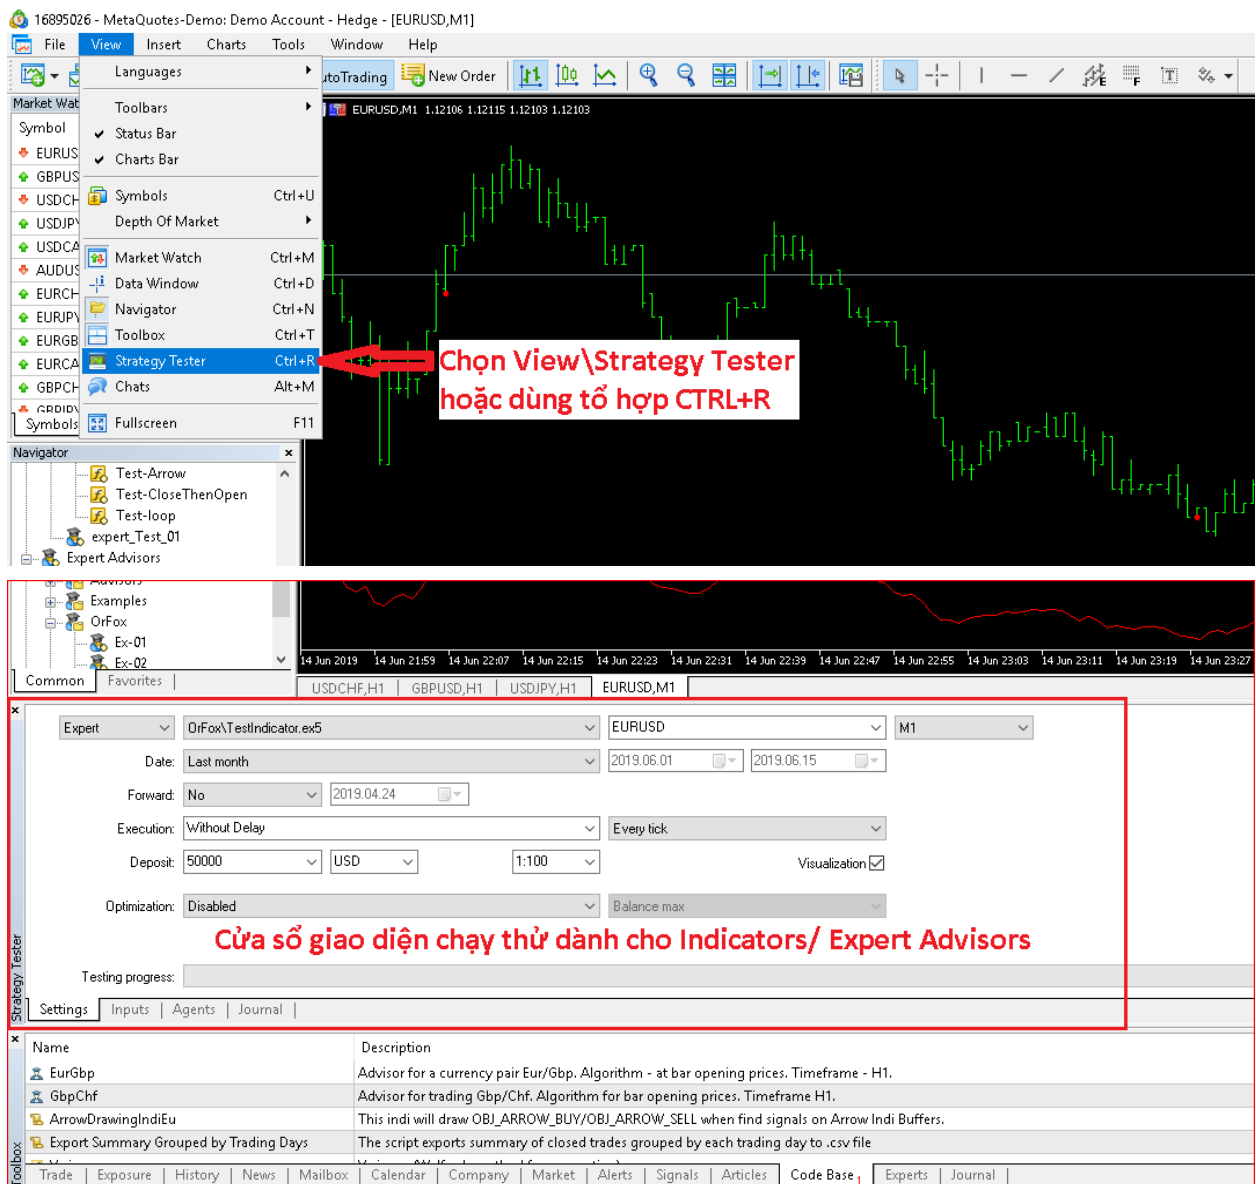 16895026 - MetaQuotes-Demo: Demo Account - Hedge - [EURUSD,M1]
File View Insert Charts Tools Window Help
Languages
utoTrading New Order
Market Wat
Toolbars
EURUSD,M1 1.12106 1.12115 1.12103 1.12103
Symbol
Status Bar
EURUS
Charts Bar
GBPUS
USDCH
Symbols Ctrl+U
USDJPY
Depth Of Market
USDCA
Market Watch Ctrl+M
AUDUS
Data Window Ctrl+D
EURCH
Navigator Ctrl+N
EURJPY
Toolbox Ctrl+T
EURGB
Strategy Tester Ctrl+R
EURCA
Chats Alt+M
GBPCH
Symbols
Fullscreen F11
Chọn View\Strategy Tester
hoặc dùng tổ hợp CTRL+R
Navigator
Test-Arrow
Test-CloseThenOpen
Test-loop
expert_Test_01
Expert Advisors
Examples
OrFox
Ex-01
Ex-02
14 Jun 2019 14 Jun 21:59 14 Jun 22:07 14 Jun 22:15 14 Jun 22:23 14 Jun 22:31 14 Jun 22:39 14 Jun 22:47 14 Jun 22:55 14 Jun 23:03 14 Jun 23:11 14 Jun 23:19 14 Jun 23:27
Common Favorites
USDCHF,H1 GBPUSD,H1 USDJPY,H1 EURUSD,M1
Expert OrFox\TestIndicator.ex5 EURUSD M1
Date: Last month 2019.06.01 2019.06.15
Forward: No 2019.04.24
Execution: Without Delay Every tick
Deposit: 50000 USD 1:100 Visualization
Optimization: Disabled Balance max
Cửa sổ giao diện chạy thử dành cho Indicators/ Expert Advisors
Testing progress:
Strategy Tester
Settings Inputs Agents Journal
Name Description
EurGbp Advisor for a currency pair Eur/Gbp. Algorithm - at bar opening prices. Timeframe - H1.
GbpChf Advisor for trading Gbp/Chf. Algorithm for bar opening prices. Timeframe H1.
ArrowDrawingIndiEu This indi will draw OBJ_ARROW_BUY/OBJ_ARROW_SELL when find signals on Arrow Indi Buffers.
Export Summary Grouped by Trading Days The script exports summary of closed trades grouped by each trading day to .csv file
Toolbox
Trade Exposure History News Mailbox Calendar Company Market Alerts Signals Articles Code Base 1 Experts Journal